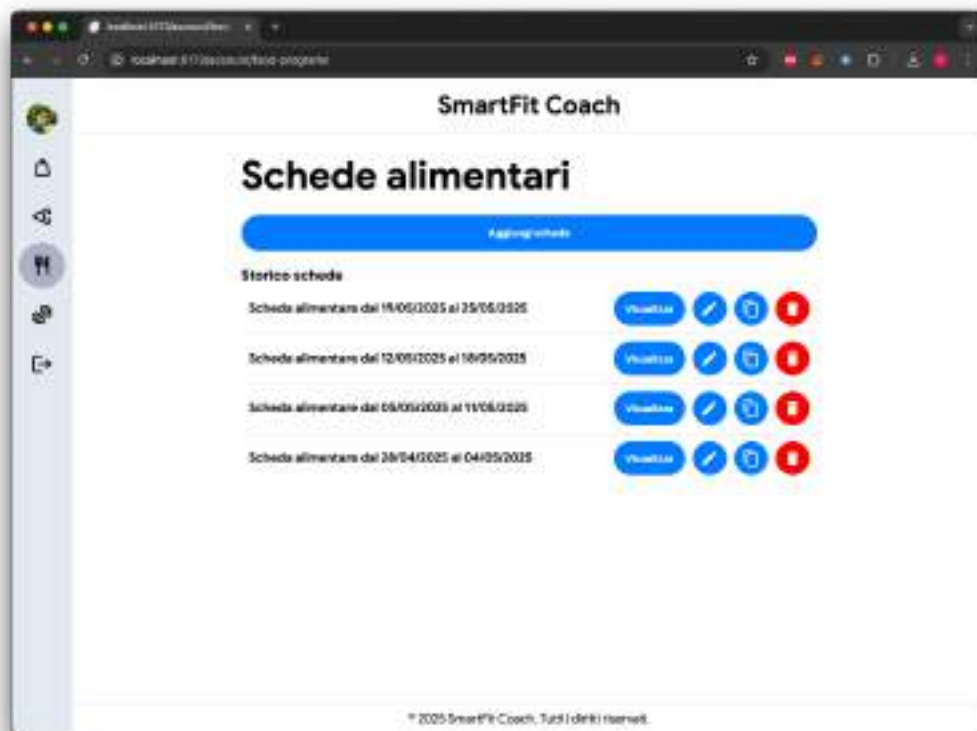 SmartFit Coach
Schede alimentari
Aggiungi scheda
Storico schede
Scheda alimentare dal 19/05/2025 al 25/05/2025
Visualizza
Scheda alimentare dal 12/05/2025 al 18/05/2025
Visualizza
Scheda alimentare dal 05/05/2025 al 11/05/2025
Visualizza
Scheda alimentare dal 28/04/2025 al 04/05/2025
Visualizza
© 2025 SmartFit Coach. Tutti i diritti riservati.